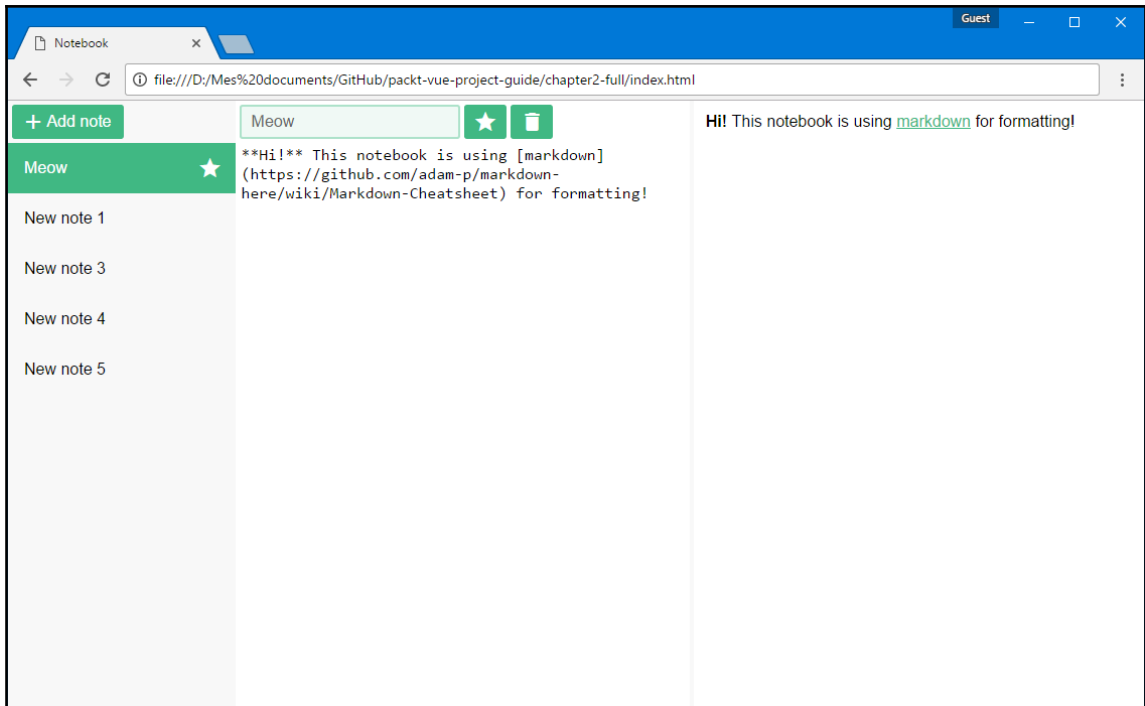 Guest
Notebook
file:///D:/Mes%20documents/GitHub/packt-vue-project-guide/chapter2-full/index.html
+ Add note
Meow
New note 1
New note 3
New note 4
New note 5
Meow
**Hi!** This notebook is using [markdown]
(https://github.com/adam-p/markdown-
here/wiki/Markdown-Cheatsheet) for formatting!
Hi! This notebook is using markdown for formatting!